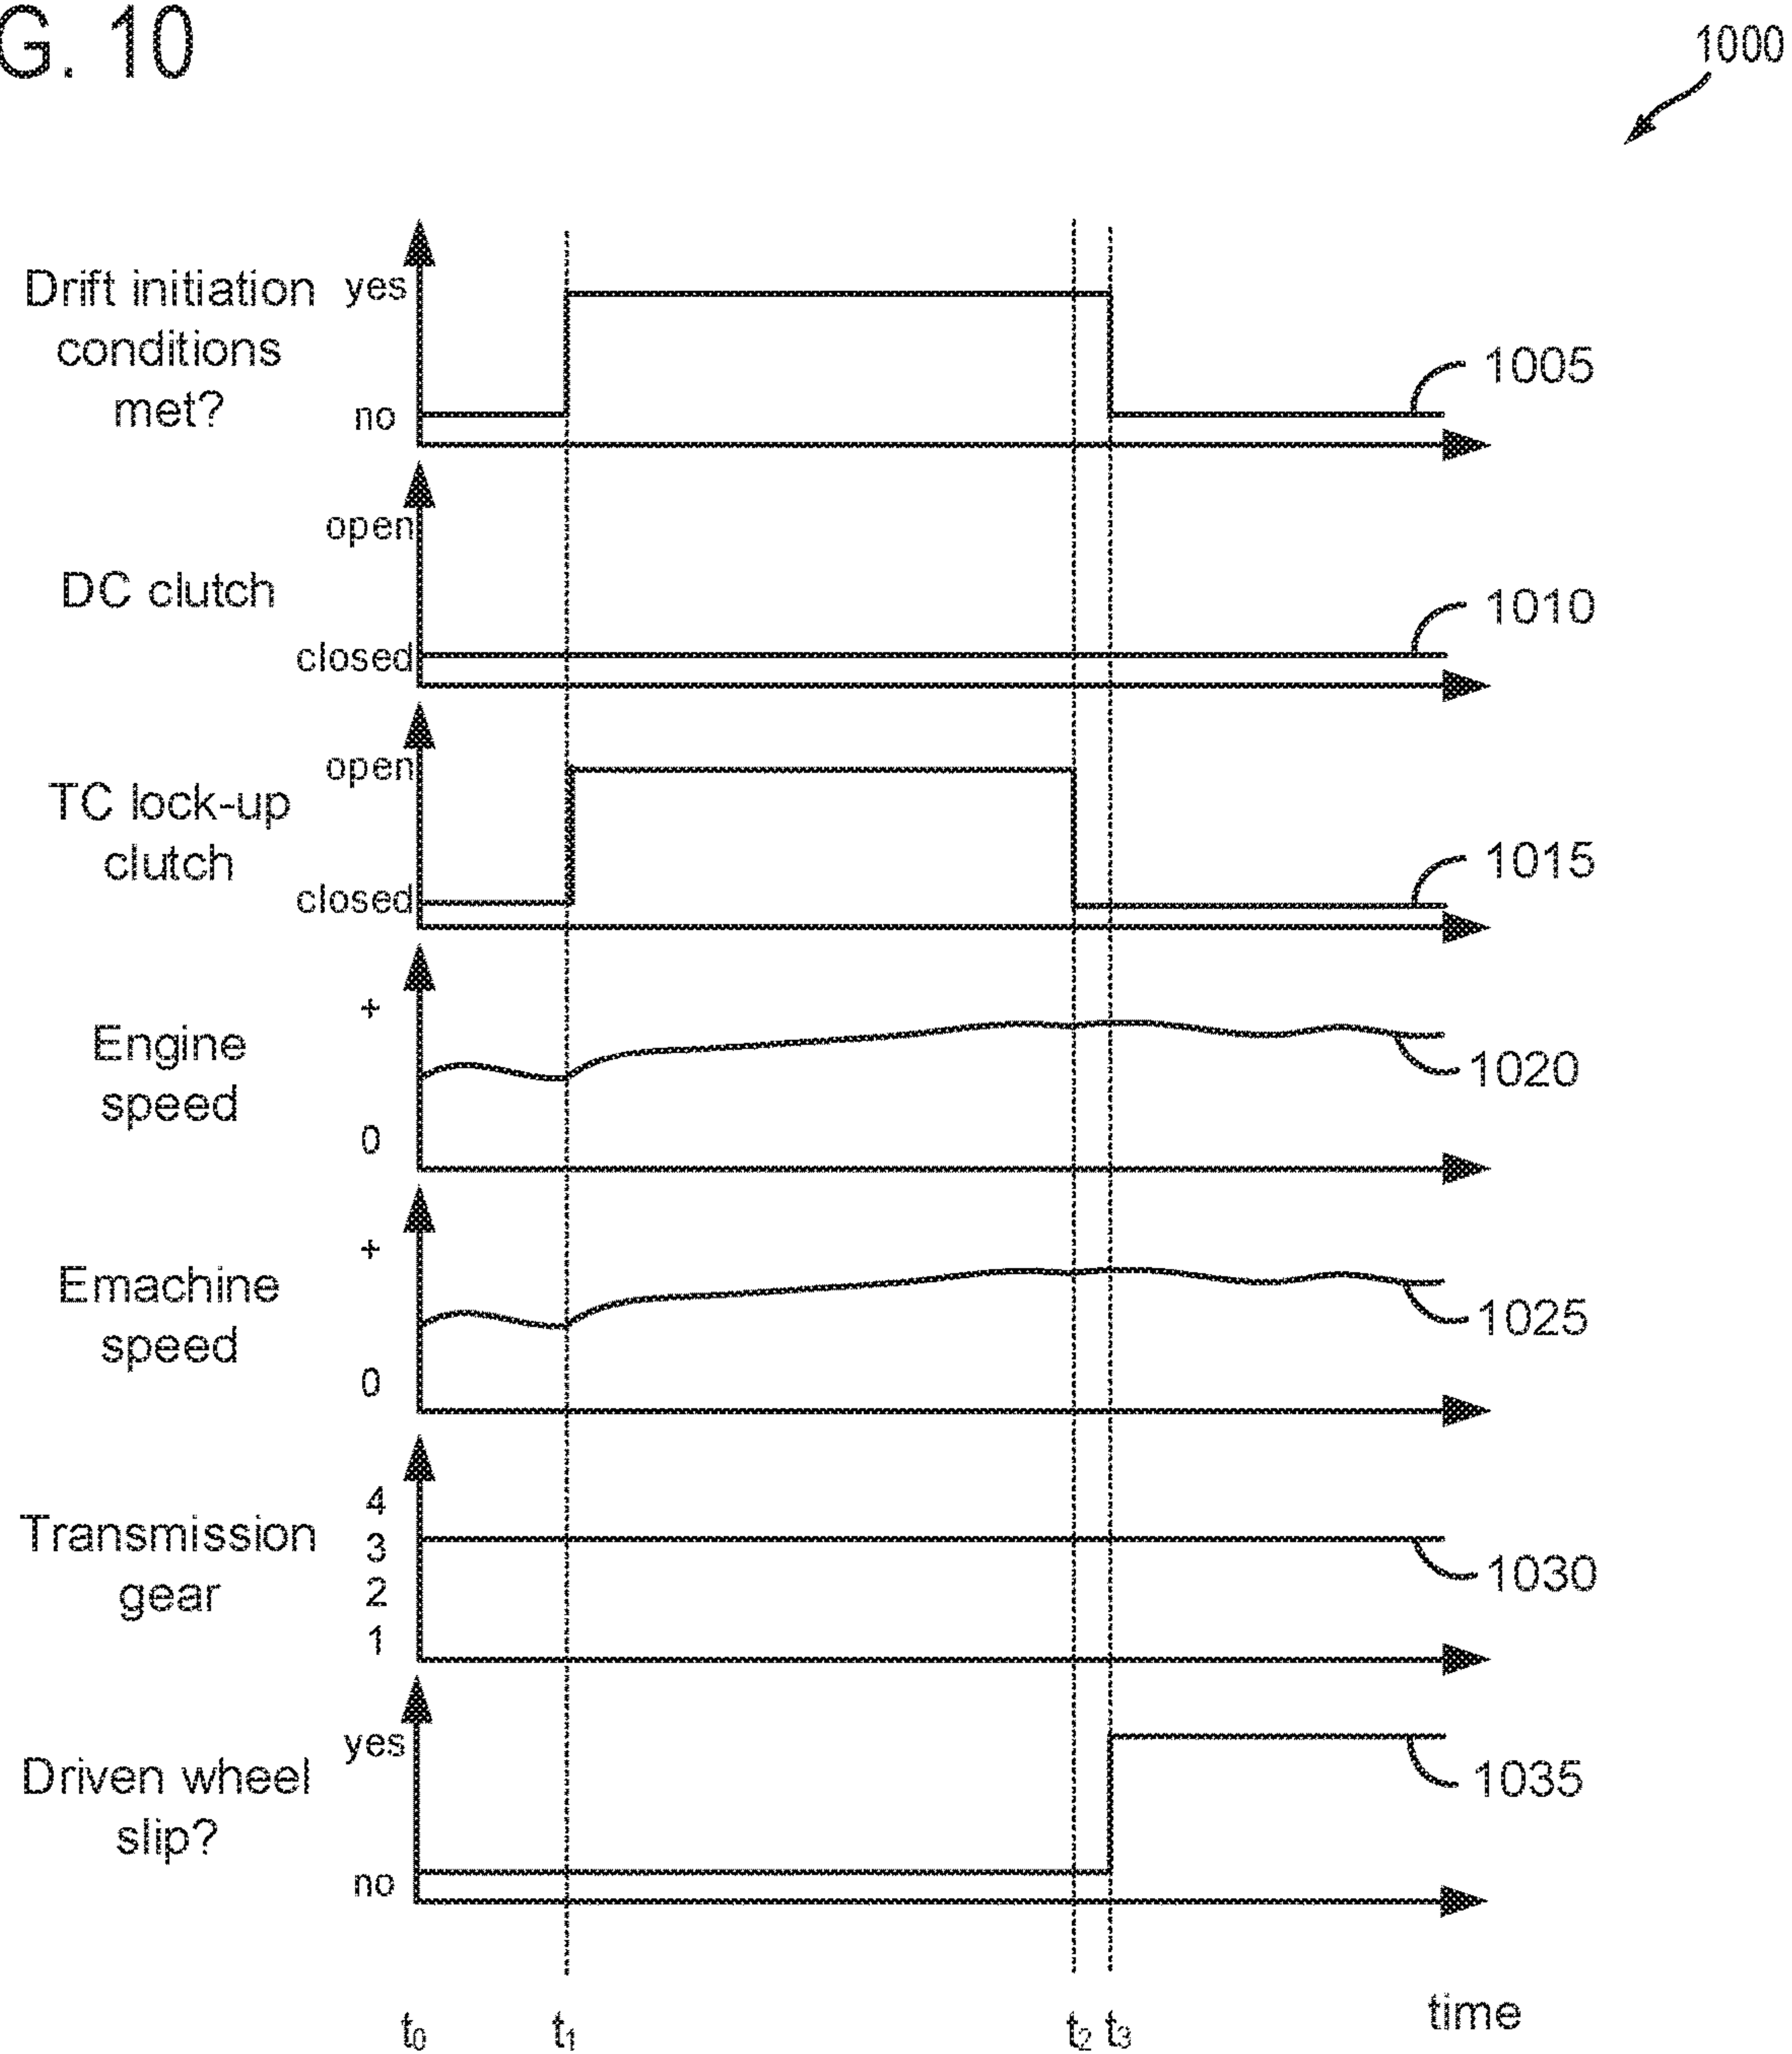 G. 10
1000
Drift initiation
conditions
met?
yes
no
1005
DC clutch
open
closed
1010
TC lock-up
clutch
open
closed
1015
Engine
speed
+
0
1020
Emachine
speed
+
0
1025
Transmission
gear
4
3
2
1
1030
Driven wheel
slip?
yes
no
1035
t0
t1
t2
t3
time